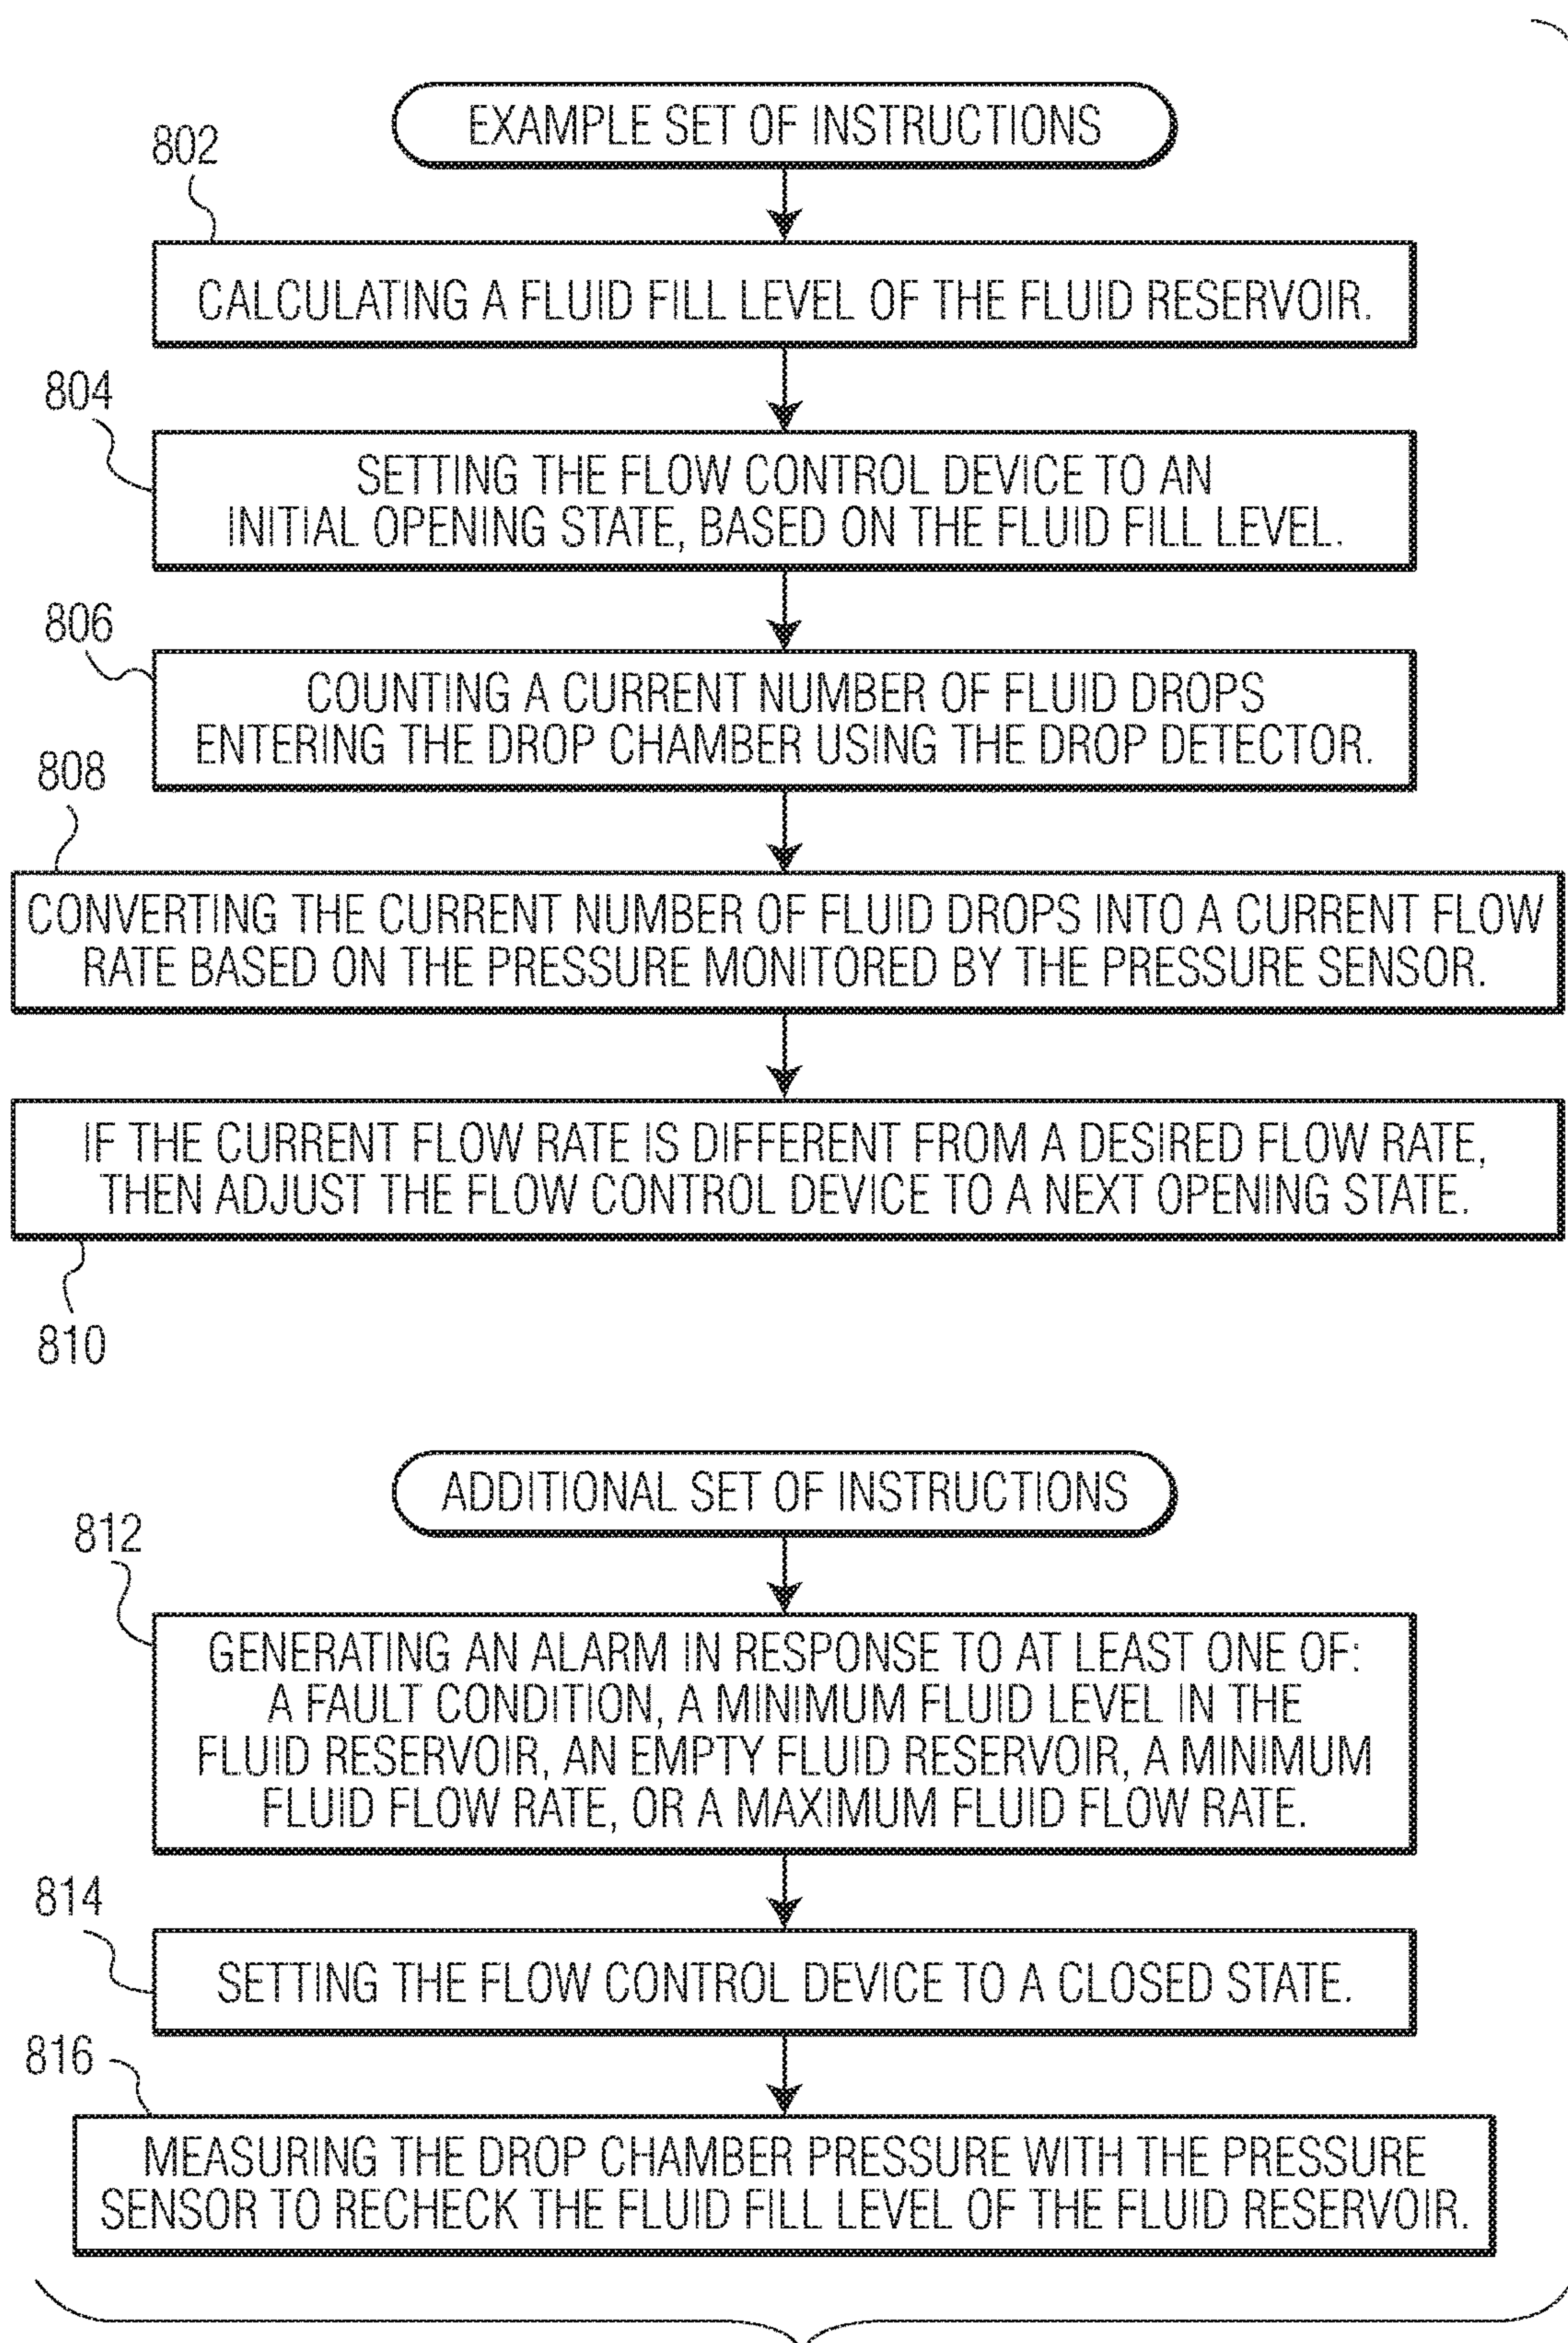 EXAMPLE SET OF INSTRUCTIONS
802
CALCULATING A FLUID FILL LEVEL OF THE FLUID RESERVOIR.
804
SETTING THE FLOW CONTROL DEVICE TO AN
INITIAL OPENING STATE, BASED ON THE FLUID FILL LEVEL.
806
COUNTING A CURRENT NUMBER OF FLUID DROPS
ENTERING THE DROP CHAMBER USING THE DROP DETECTOR.
808
CONVERTING THE CURRENT NUMBER OF FLUID DROPS INTO A CURRENT FLOW
RATE BASED ON THE PRESSURE MONITORED BY THE PRESSURE SENSOR.
IF THE CURRENT FLOW RATE IS DIFFERENT FROM A DESIRED FLOW RATE,
THEN ADJUST THE FLOW CONTROL DEVICE TO A NEXT OPENING STATE.
810
ADDITIONAL SET OF INSTRUCTIONS
812
GENERATING AN ALARM IN RESPONSE TO AT LEAST ONE OF:
A FAULT CONDITION, A MINIMUM FLUID LEVEL IN THE
FLUID RESERVOIR, AN EMPTY FLUID RESERVOIR, A MINIMUM
FLUID FLOW RATE, OR A MAXIMUM FLUID FLOW RATE.
814
SETTING THE FLOW CONTROL DEVICE TO A CLOSED STATE.
816
MEASURING THE DROP CHAMBER PRESSURE WITH THE PRESSURE
SENSOR TO RECHECK THE FLUID FILL LEVEL OF THE FLUID RESERVOIR.